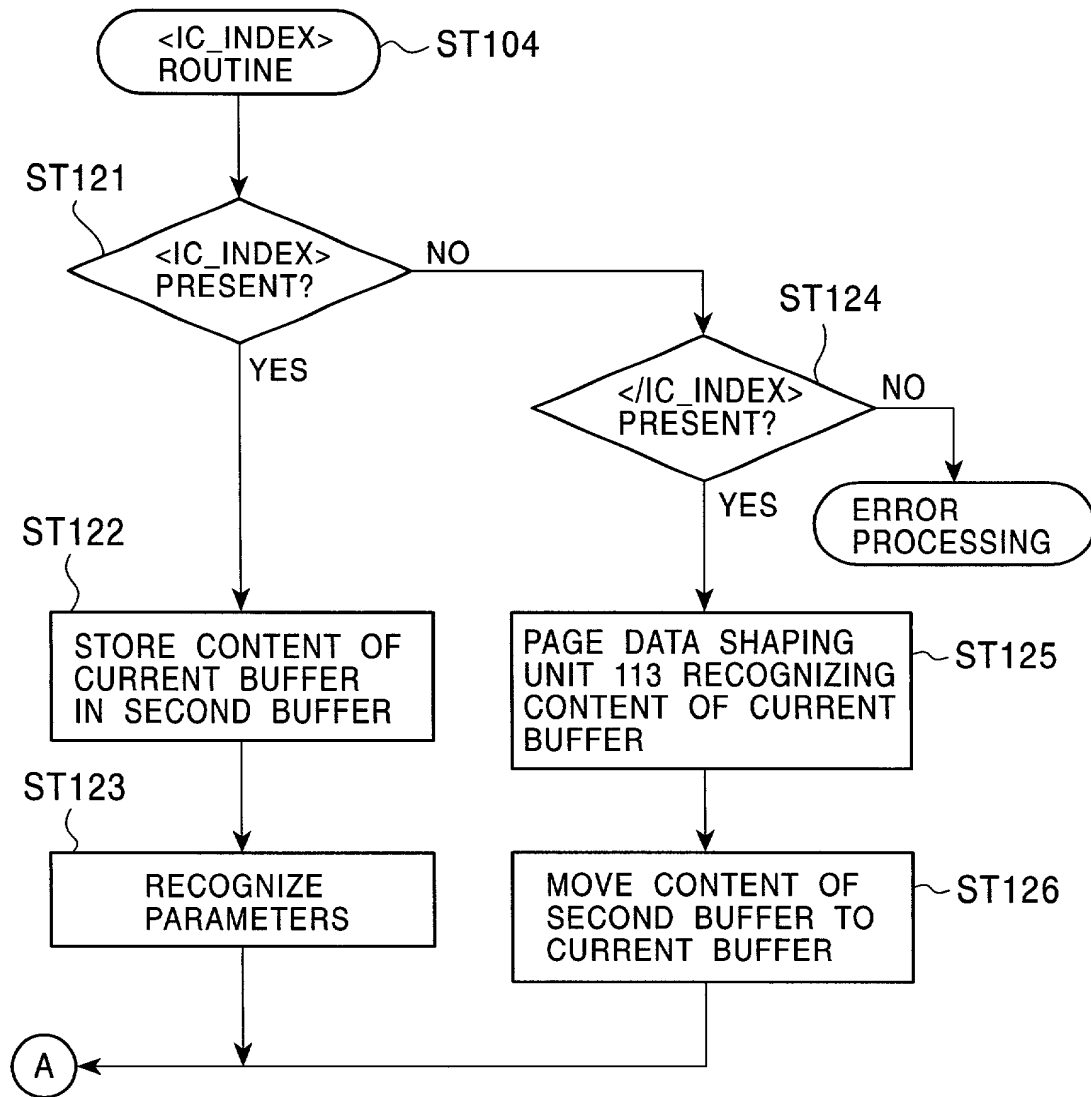 <IC_INDEX>
ROUTINE
ST104
ST121
<IC_INDEX>
PRESENT?
NO
YES
ST124
</IC_INDEX>
PRESENT?
NO
YES
ERROR
PROCESSING
ST122
STORE CONTENT OF
CURRENT BUFFER
IN SECOND BUFFER
PAGE DATA SHAPING
UNIT 113 RECOGNIZING
CONTENT OF CURRENT
BUFFER
ST125
ST123
RECOGNIZE
PARAMETERS
MOVE CONTENT OF
SECOND BUFFER TO
CURRENT BUFFER
ST126
A